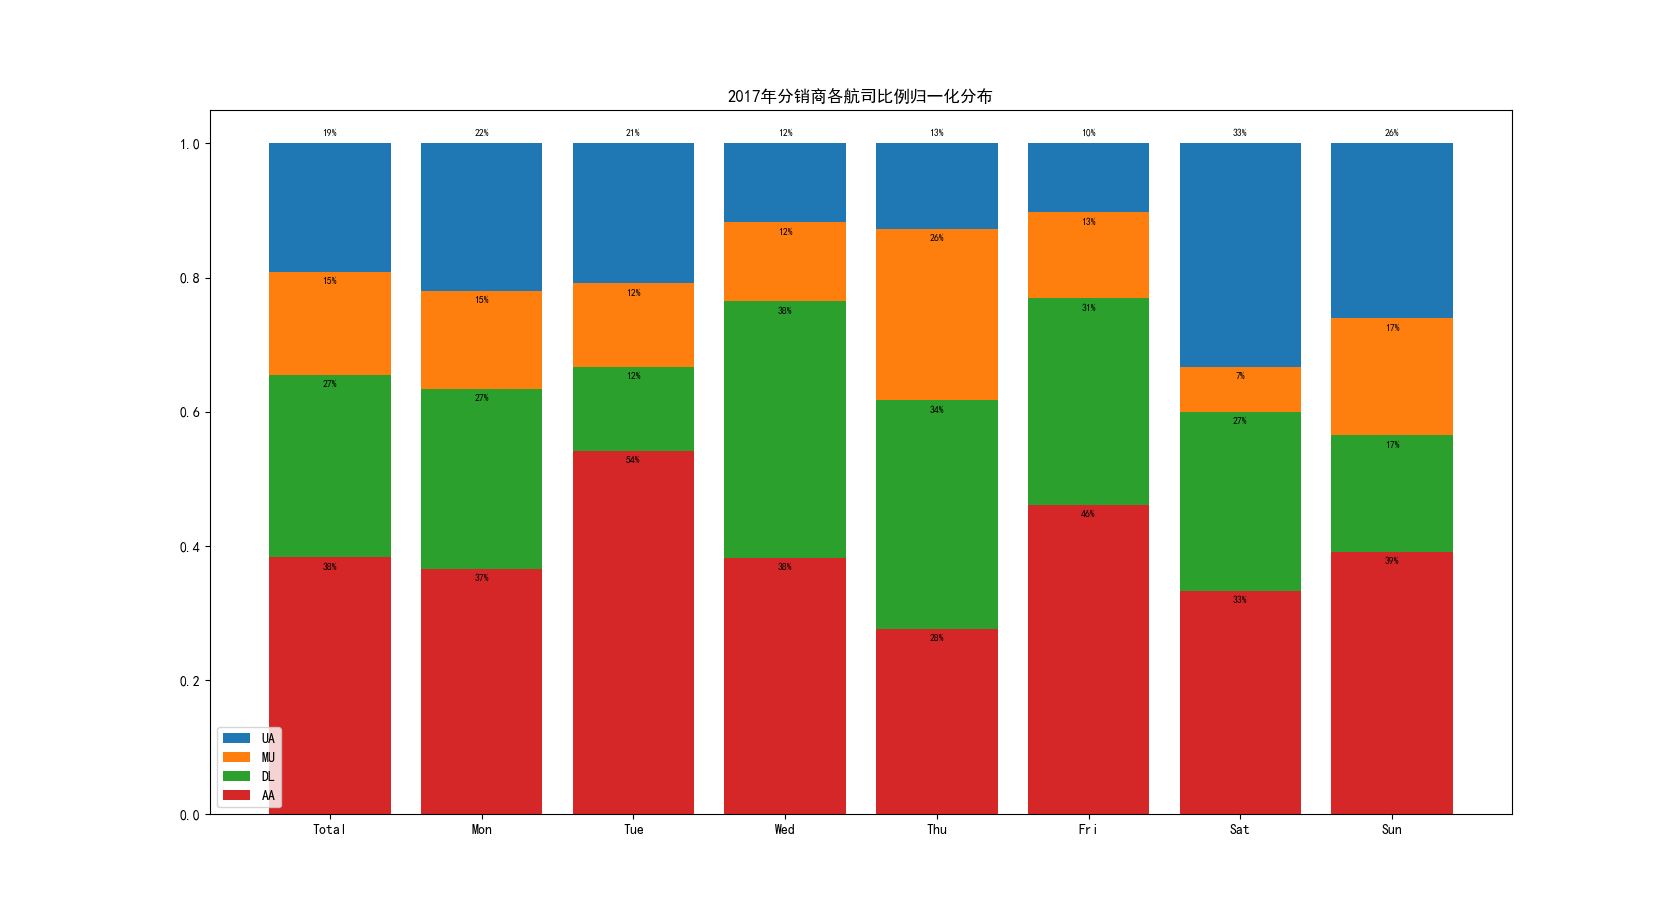 2017年分销商各航司比例归一化分布
19% 22% 21% 12% 13% 10% 33% 26%
1.0
15% 15% 12% 12% 26% 13% 7% 17%
0.8
27% 27% 12% 38% 34% 31% 27% 17%
0.6
38% 37% 54% 38% 28% 46% 33% 39%
0.4
0.2
0.0
UA
MU
DL
AA
Total Mon Tue Wed Thu Fri Sat Sun